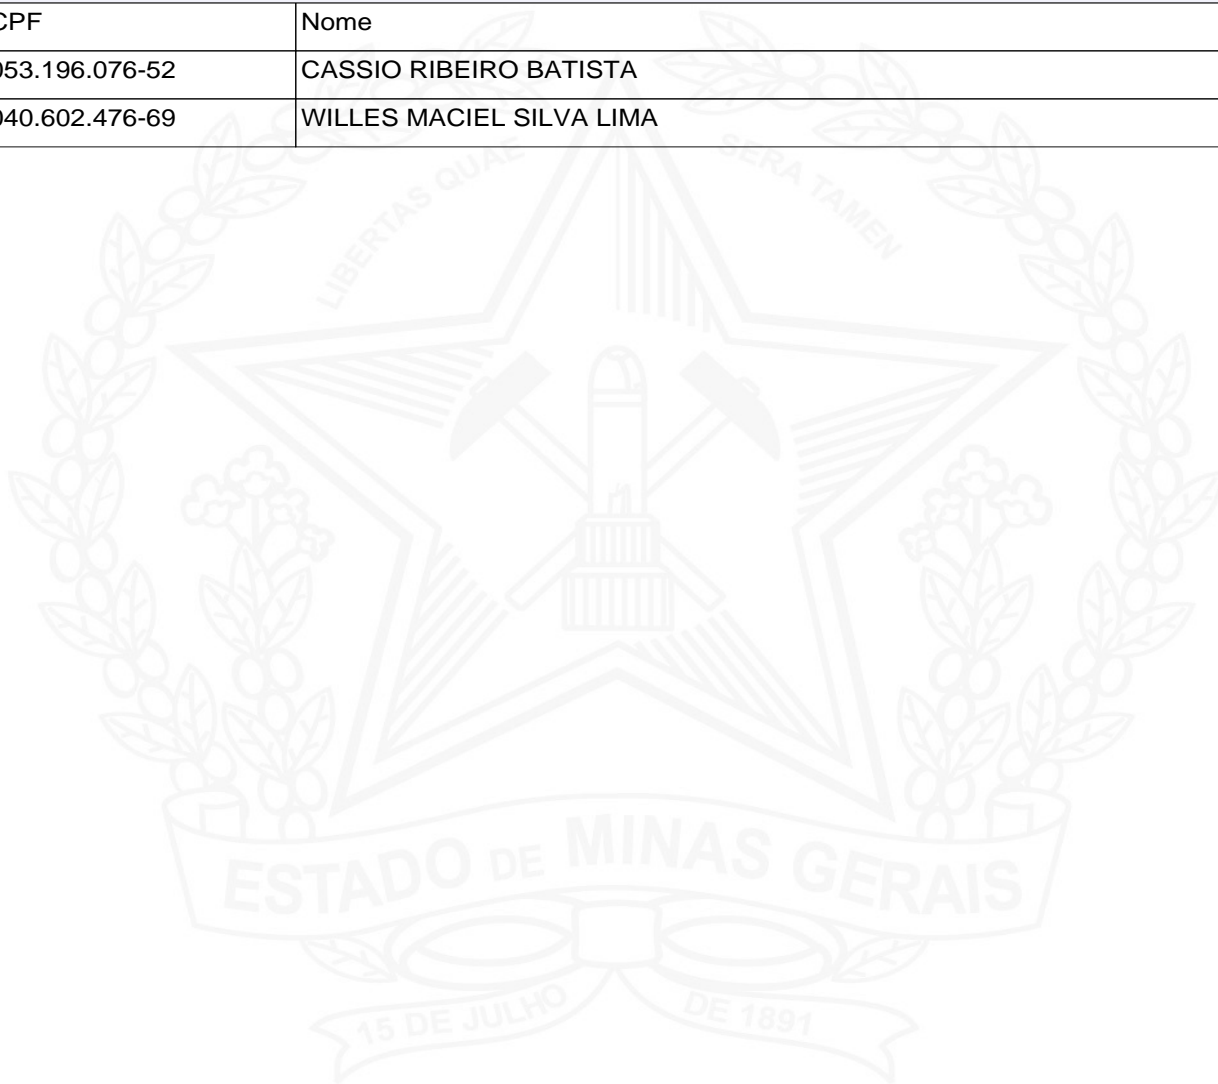 CPF Nome
053.196.076-52 CASSIO RIBEIRO BATISTA
040.602.476-69 WILLES MACIEL SILVA LIMA
LIBERTAS QUAE SERA TAMEN
ESTADO DE MINAS GERAIS
15 DE JULHO DE 1891